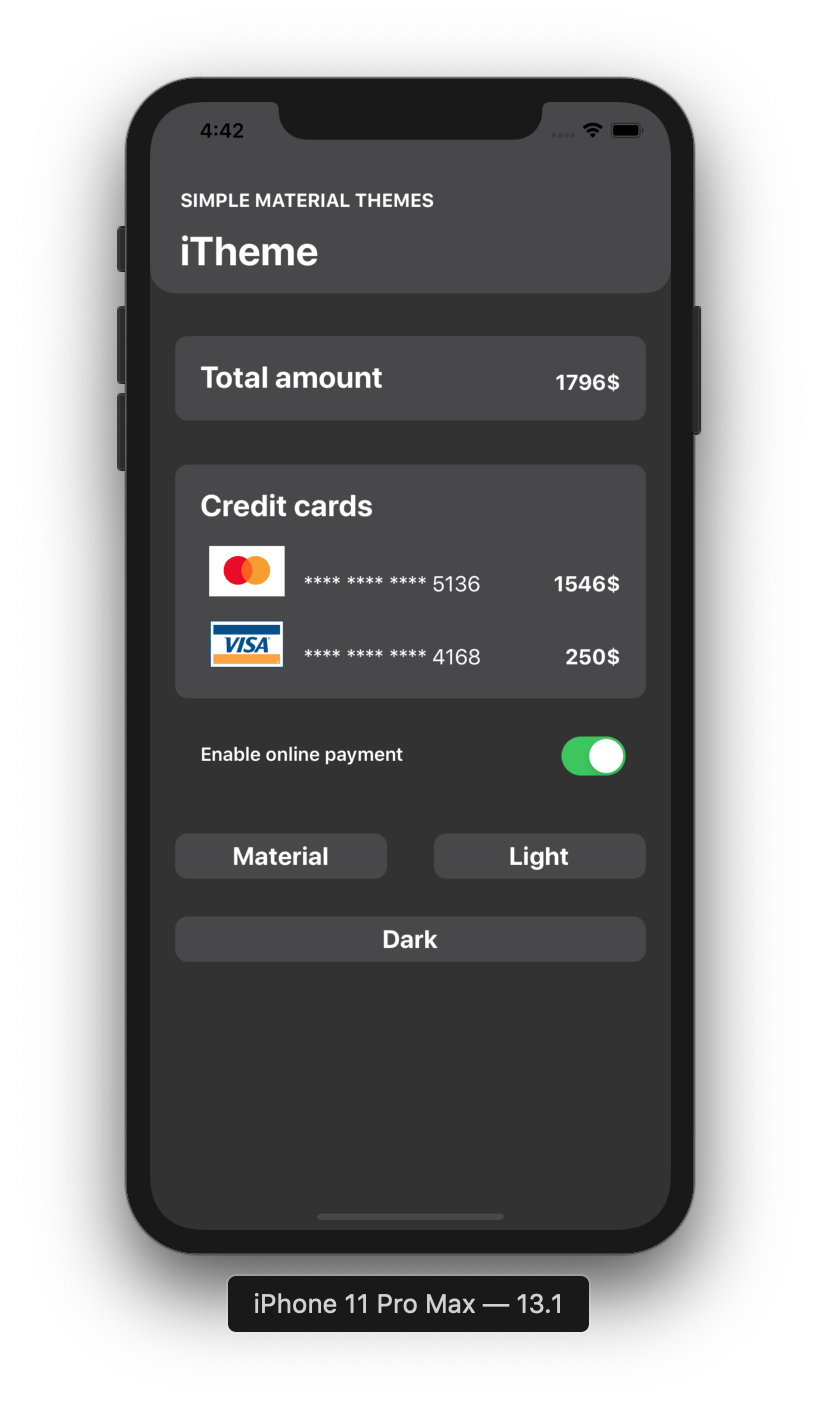 4:42
SIMPLE MATERIAL THEMES
iTheme
Total amount 1796$
Credit cards
**** **** **** 5136 1546$
VISA **** **** **** 4168 250$
Enable online payment
Material Light
Dark
iPhone 11 Pro Max — 13.1